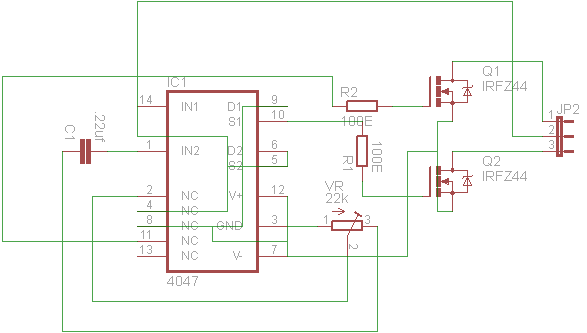 IC1
14 IN1 D1 9
S1 10
1 IN2 D2 6
S2 5
2 NC V+ 12
4 NC
8 NC GND 3
11 NC
13 NC V- 7
4047
C1
22uf
R2
100E
R1
100E
VR
22k
1 3
2
Q1
IRFZ44
Q2
IRFZ44
JP2
1
2
3